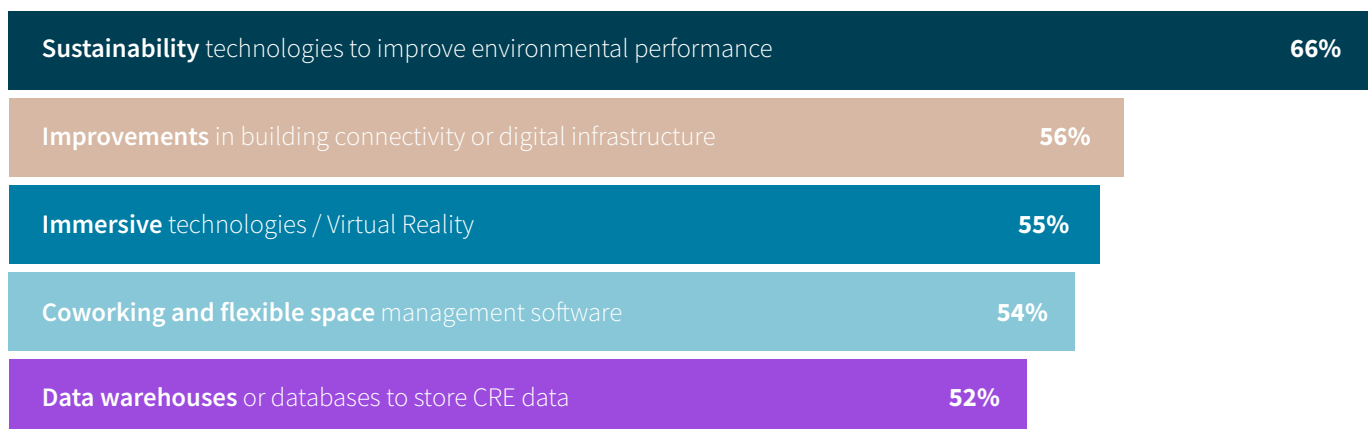 Sustainability technologies to improve environmental performance 66%
Improvements in building connectivity or digital infrastructure 56%
Immersive technologies / Virtual Reality 55%
Coworking and flexible space management software 54%
Data warehouses or databases to store CRE data 52%